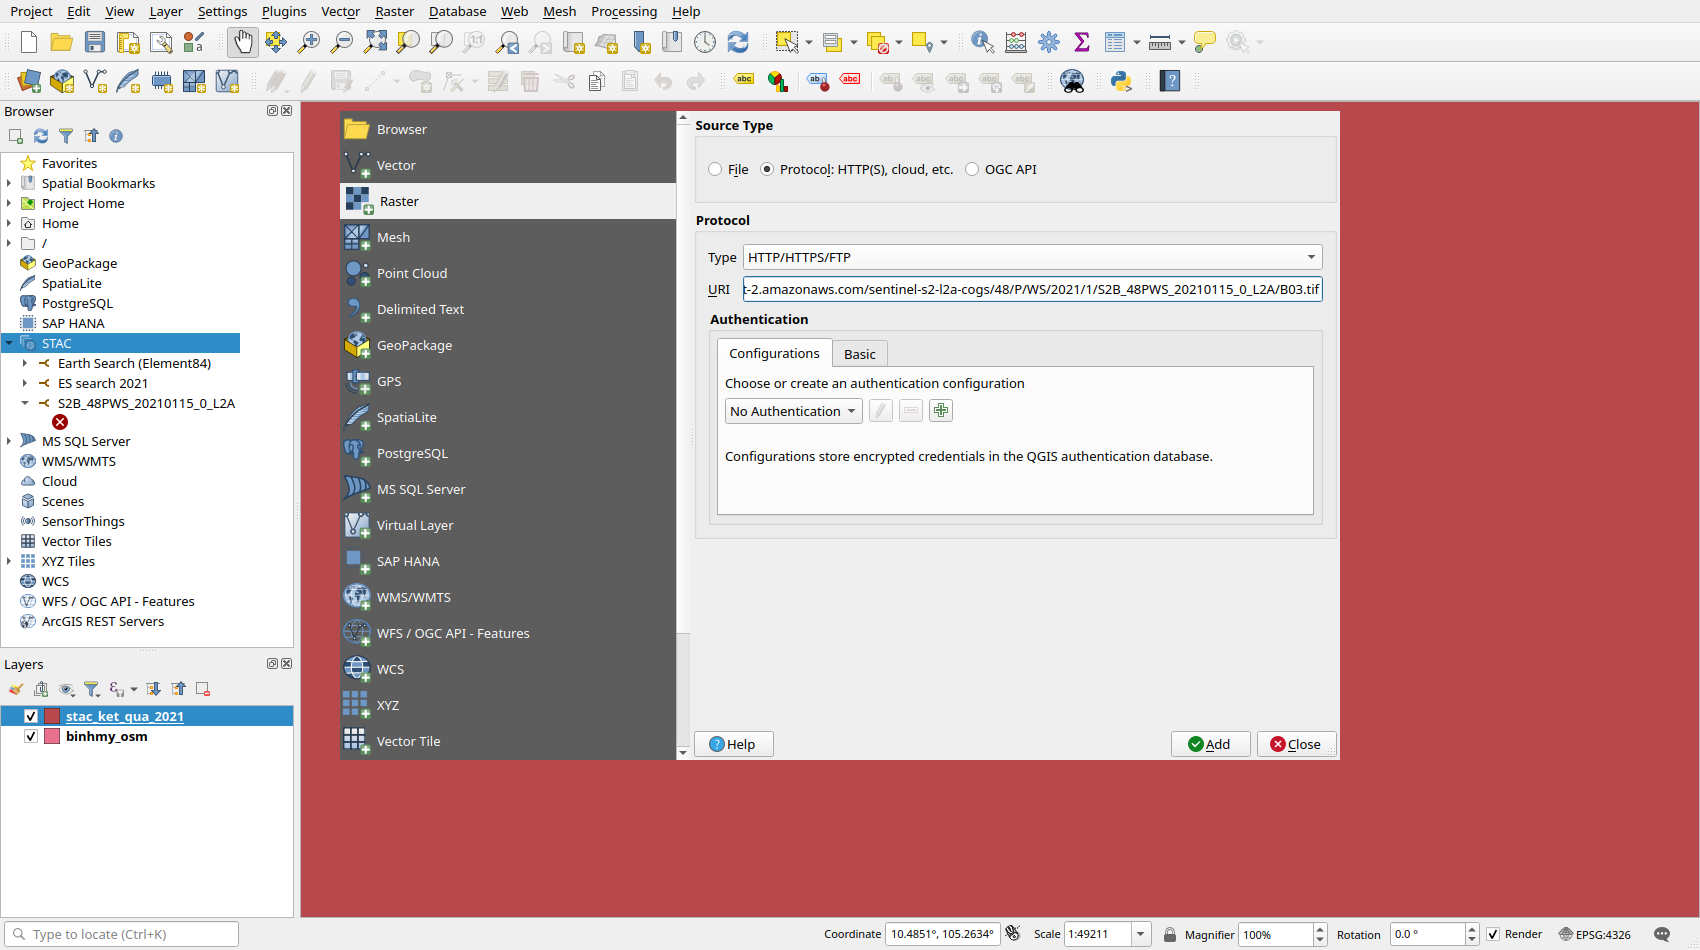 Project Edit View Layer Settings Plugins Vector Raster Database Web Mesh Processing Help
abc abc abc
Browser
Favorites
Spatial Bookmarks
Project Home
Home
/
GeoPackage
SpatiaLite
PostgreSQL
SAP HANA
STAC
Earth Search (Element84)
ES search 2021
S2B_48PWS_20210115_0_L2A
MS SQL Server
WMS/WMTS
Cloud
Scenes
SensorThings
Vector Tiles
XYZ Tiles
WCS
WFS / OGC API - Features
ArcGIS REST Servers
Layers
stac_ket_qua_2021
binhmy_osm
Browser
Vector
Raster
Mesh
Point Cloud
Delimited Text
GeoPackage
GPS
SpatiaLite
PostgreSQL
MS SQL Server
Virtual Layer
SAP HANA
WMS/WMTS
WFS / OGC API - Features
WCS
XYZ
Vector Tile
Source Type
File Protocol: HTTP(S), cloud, etc. OGC API
Protocol
Type HTTP/HTTPS/FTP
URI t-2.amazonaws.com/sentinel-s2-l2a-cogs/48/P/WS/2021/1/S2B_48PWS_20210115_0_L2A/B03.tif
Authentication
Configurations Basic
Choose or create an authentication configuration
No Authentication
Configurations store encrypted credentials in the QGIS authentication database.
Help Add Close
Type to locate (Ctrl+K) Coordinate 10.4851°, 105.2634° Scale 1:49211 Magnifier 100% Rotation 0.0 ° Render EPSG:4326